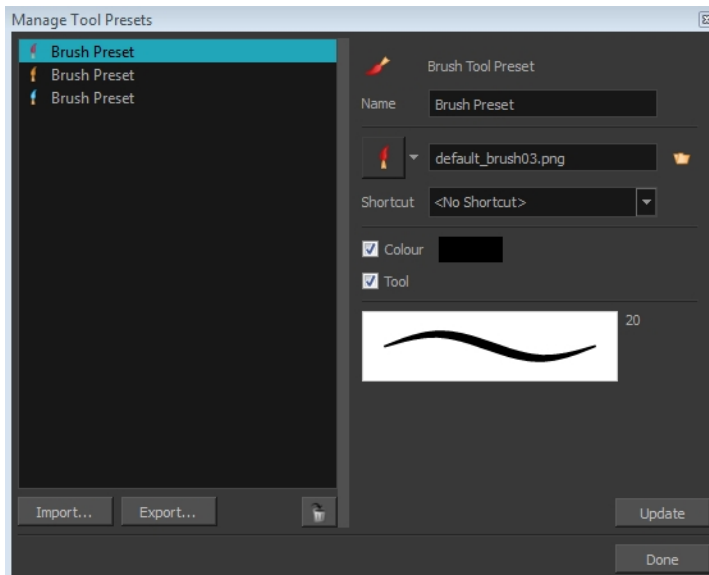 Manage Tool Presets
Brush Preset
Brush Preset
Brush Preset
Import...
Export...
Brush Tool Preset
Name
Brush Preset
default_brush03.png
Shortcut
<No Shortcut>
Colour
Tool
20
Update
Done